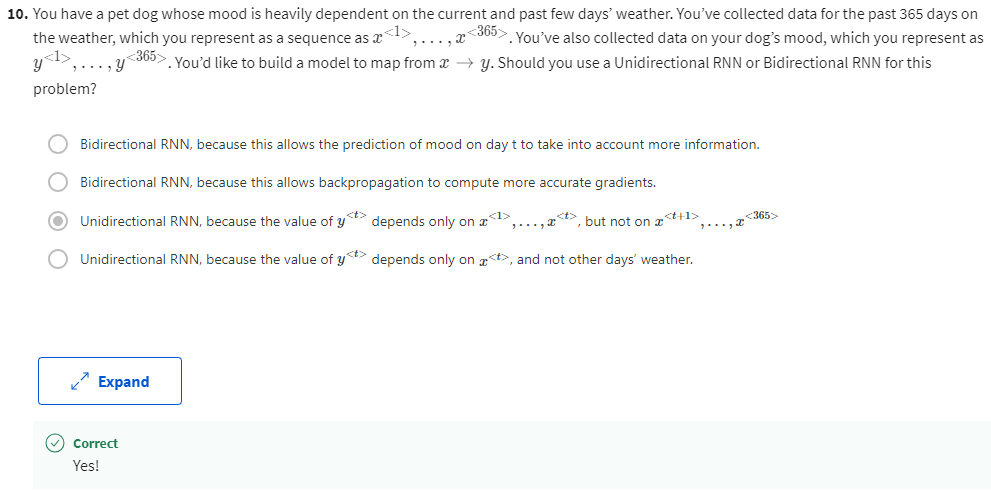 10. You have a pet dog whose mood is heavily dependent on the current and past few days' weather. You've collected data for the past 365 days on
the weather, which you represent as a sequence as x<1>, . . . , x<365>. You've also collected data on your dog's mood, which you represent as
y<1>, . . . , y<365>. You'd like to build a model to map from x → y. Should you use a Unidirectional RNN or Bidirectional RNN for this
problem?
Bidirectional RNN, because this allows the prediction of mood on day t to take into account more information.
Bidirectional RNN, because this allows backpropagation to compute more accurate gradients.
Unidirectional RNN, because the value of y<t> depends only on x<1>, . . . , x<t>, but not on x<t+1>, . . . , x<365>
Unidirectional RNN, because the value of y<t> depends only on x<t>, and not other days' weather.
Expand
Correct
Yes!